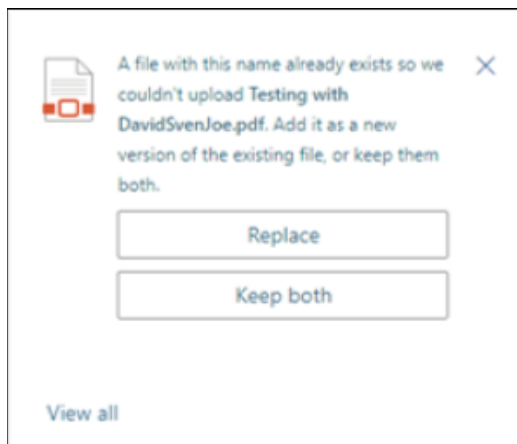 A file with this name already exists so we
couldn't upload Testing with
DavidSvenJoe.pdf. Add it as a new
version of the existing file, or keep them
both.
Replace
Keep both
View all